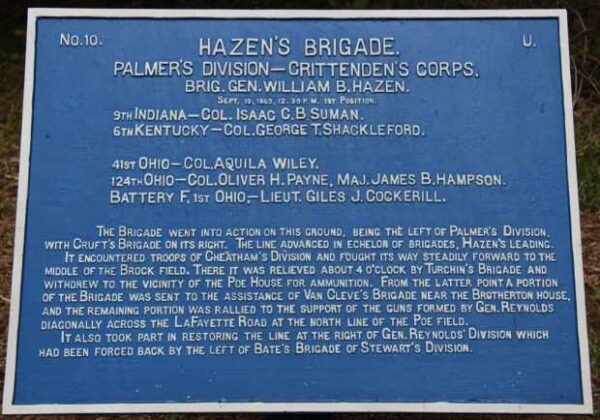 No. 10.
U.
HAZEN'S BRIGADE.
PALMER'S DIVISION — CRITTENDEN'S CORPS.
BRIG. GEN. WILLIAM B. HAZEN.
SEPT. 19, 1863, 12.35 P.M. 1ST POSITION.
9TH INDIANA — COL. ISAAC C.B. SUMAN.
6TH KENTUCKY — COL. GEORGE T. SHACKLEFORD.
41ST OHIO — COL. AQUILA WILEY.
124TH OHIO — COL. OLIVER H. PAYNE, MAJ. JAMES B. HAMPSON.
BATTERY F, 1ST OHIO, — LIEUT. GILES J. COCKERILL.
THE BRIGADE WENT INTO ACTION ON THIS GROUND, BEING THE LEFT OF PALMER'S DIVISION,
WITH CRUFT'S BRIGADE ON ITS RIGHT. THE LINE ADVANCED IN ECHELON OF BRIGADES, HAZEN'S LEADING.
IT ENCOUNTERED TROOPS OF CHEATHAM'S DIVISION AND FOUGHT ITS WAY STEADILY FORWARD TO THE
MIDDLE OF THE BROCK FIELD. THERE IT WAS RELIEVED ABOUT 4 O'CLOCK BY TURCHIN'S BRIGADE AND
WITHDREW TO THE VICINITY OF THE POE HOUSE FOR AMMUNITION. FROM THE LATTER POINT A PORTION
OF THE BRIGADE WAS SENT TO THE ASSISTANCE OF VAN CLEVE'S BRIGADE NEAR THE BROTHERTON HOUSE,
AND THE REMAINING PORTION WAS RALLIED TO THE SUPPORT OF THE GUNS FORMED BY GEN. REYNOLDS
DIAGONALLY ACROSS THE LAFAYETTE ROAD AT THE NORTH LINE OF THE POE FIELD.
IT ALSO TOOK PART IN RESTORING THE LINE AT THE RIGHT OF GEN. REYNOLDS' DIVISION WHICH
HAD BEEN FORCED BACK BY THE LEFT OF BATE'S BRIGADE OF STEWART'S DIVISION.